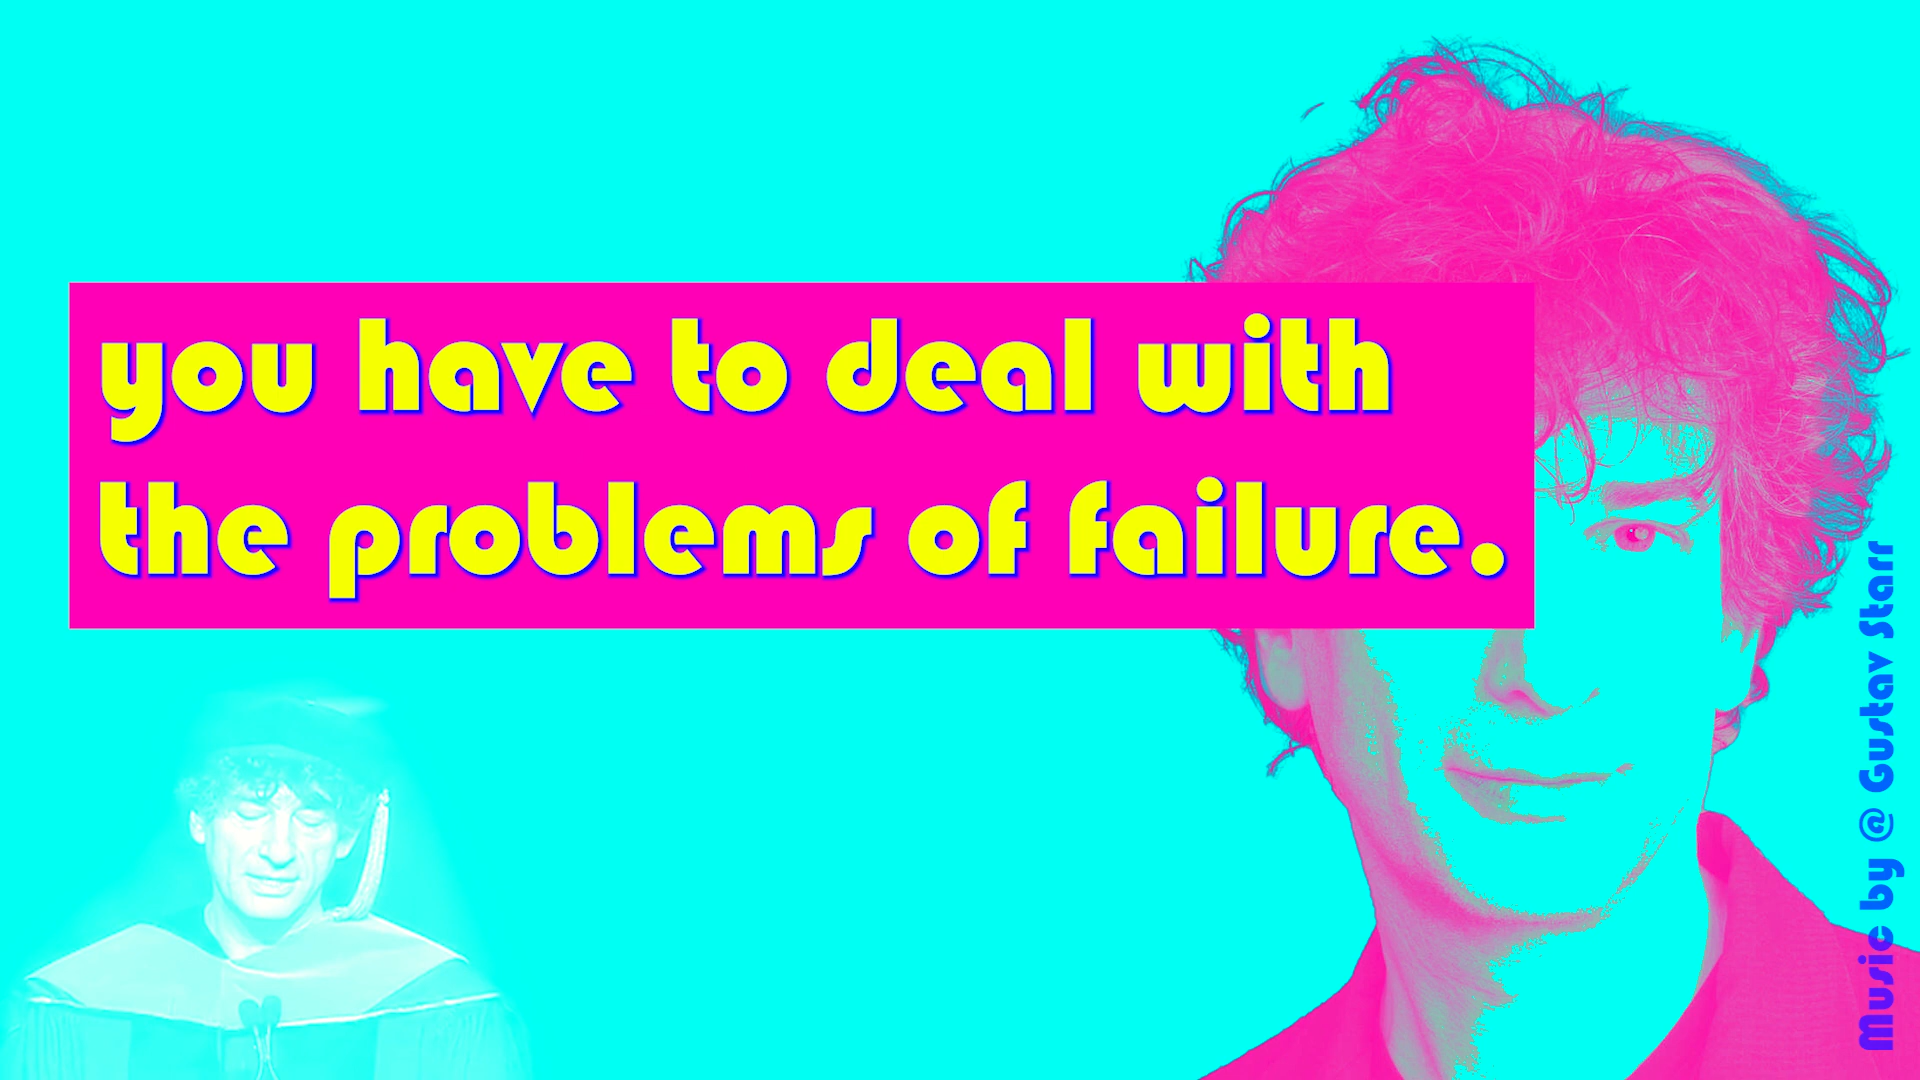 you have to deal with
the problems of failure.
Music by @ Gustav Starr